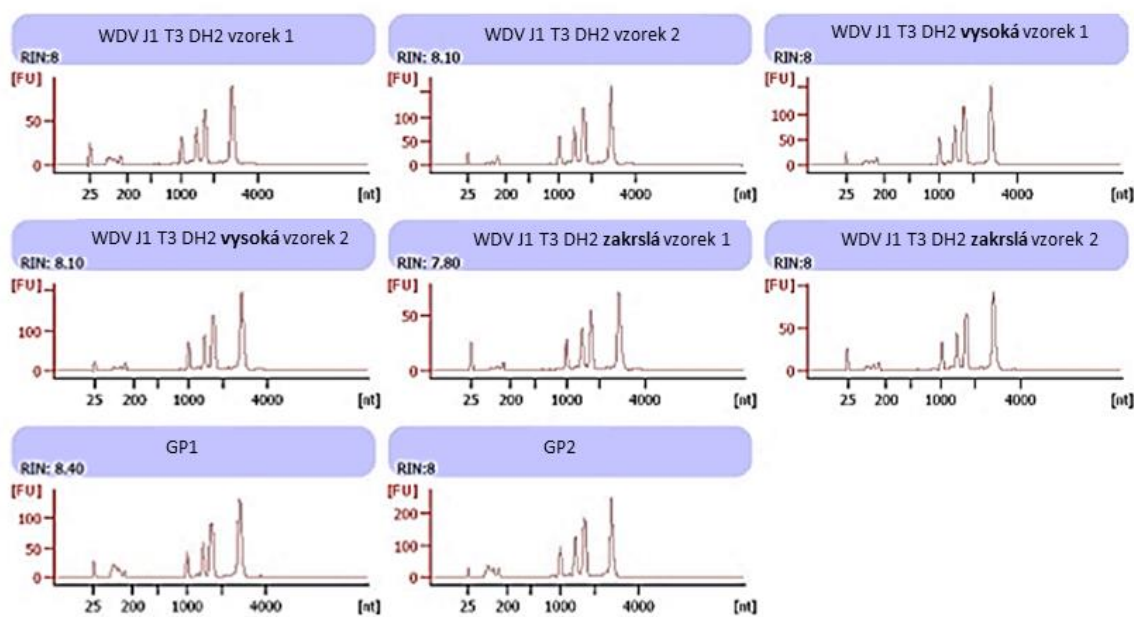 WDV J1 T3 DH2 vzorek 1
RIN:8
[FU]
50
0
25 200 1000 4000 [nt]
WDV J1 T3 DH2 vzorek 2
RIN: 8.10
[FU]
100
50
0
25 200 1000 4000 [nt]
WDV J1 T3 DH2 vysoká vzorek 1
RIN:8
[FU]
100
50
0
25 200 1000 4000 [nt]
WDV J1 T3 DH2 vysoká vzorek 2
RIN: 8.10
[FU]
100
0
25 200 1000 4000 [nt]
WDV J1 T3 DH2 zakrslá vzorek 1
RIN: 7.80
[FU]
50
0
25 200 1000 4000 [nt]
WDV J1 T3 DH2 zakrslá vzorek 2
RIN:8
[FU]
50
0
25 200 1000 4000 [nt]
GP1
RIN: 8.40
[FU]
100
50
0
25 200 1000 4000 [nt]
GP2
RIN:8
[FU]
200
100
0
25 200 1000 4000 [nt]